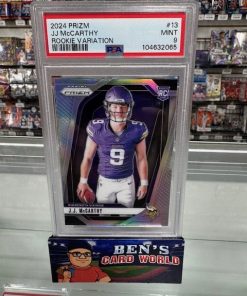 2024 PRIZM #13
JJ McCARTHY MINT
ROOKIE VARIATION 9
PSA 104632065
PRIZM
RC
9
J.J. McCARTHY
BEN'S
CARD WORLD